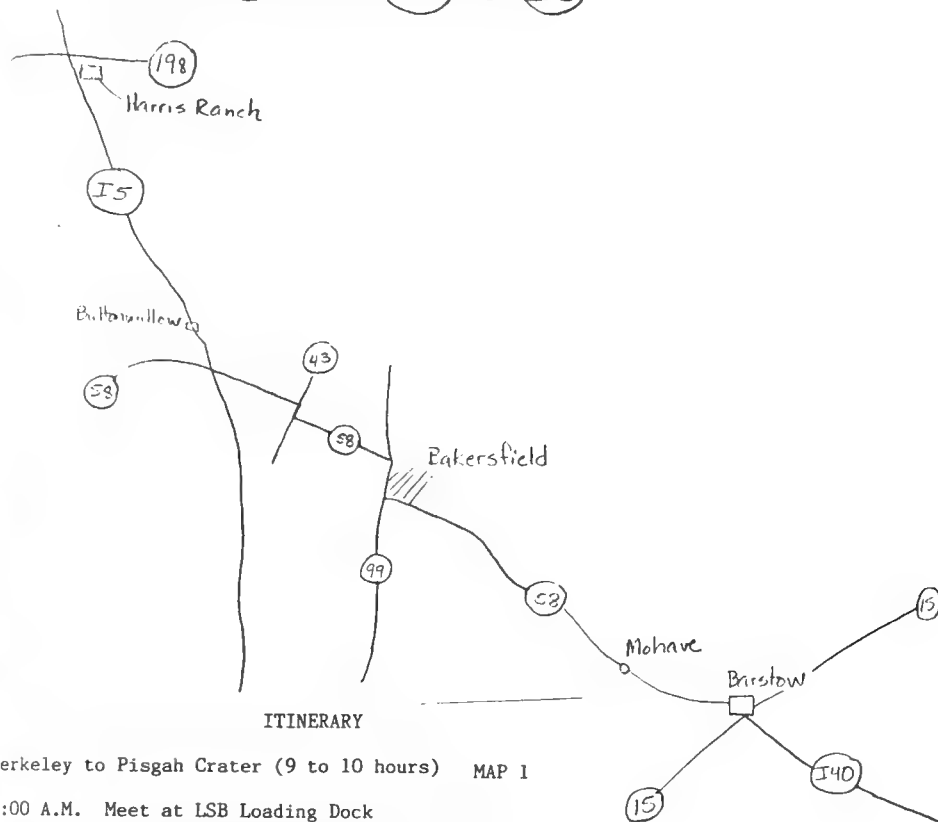 198
Harris Ranch
I5
Buttonwillow
43
58
58
Bakersfield
99
58
15
Mohave
Barstow
ITINERARY
erkeley to Pisgah Crater (9 to 10 hours) MAP I
I40
:00 A.M. Meet at LSB Loading Dock
15